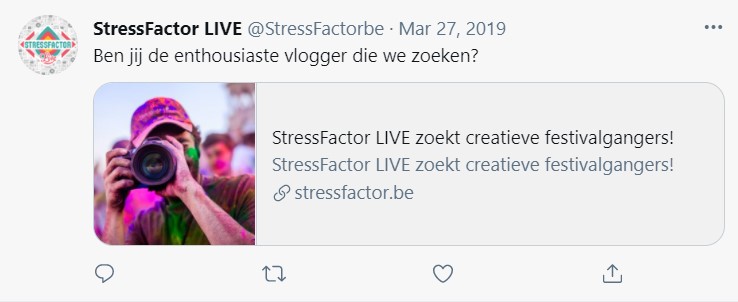 STRESSFACTOR
StressFactor LIVE @StressFactorbe · Mar 27, 2019
Ben jij de enthousiaste vlogger die we zoeken?
StressFactor LIVE zoekt creatieve festivalgangers!
StressFactor LIVE zoekt creatieve festivalgangers!
stressfactor.be